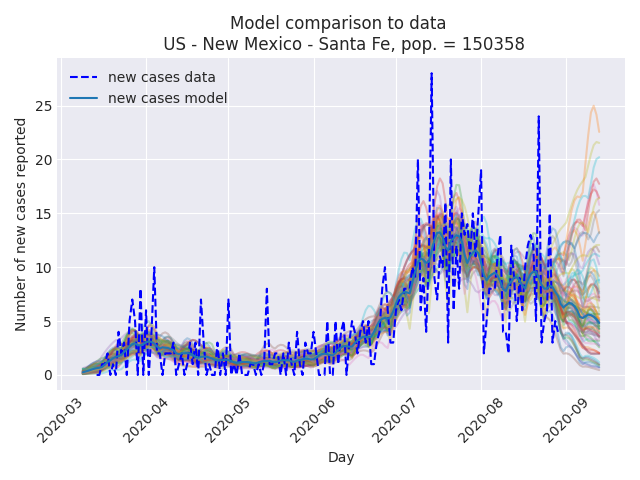 Model comparison to data
US - New Mexico - Santa Fe, pop. = 150358
new cases data
new cases model
Number of new cases reported
25
20
15
10
5
0
2020-03
2020-04
2020-05
2020-06
2020-07
2020-08
2020-09
Day